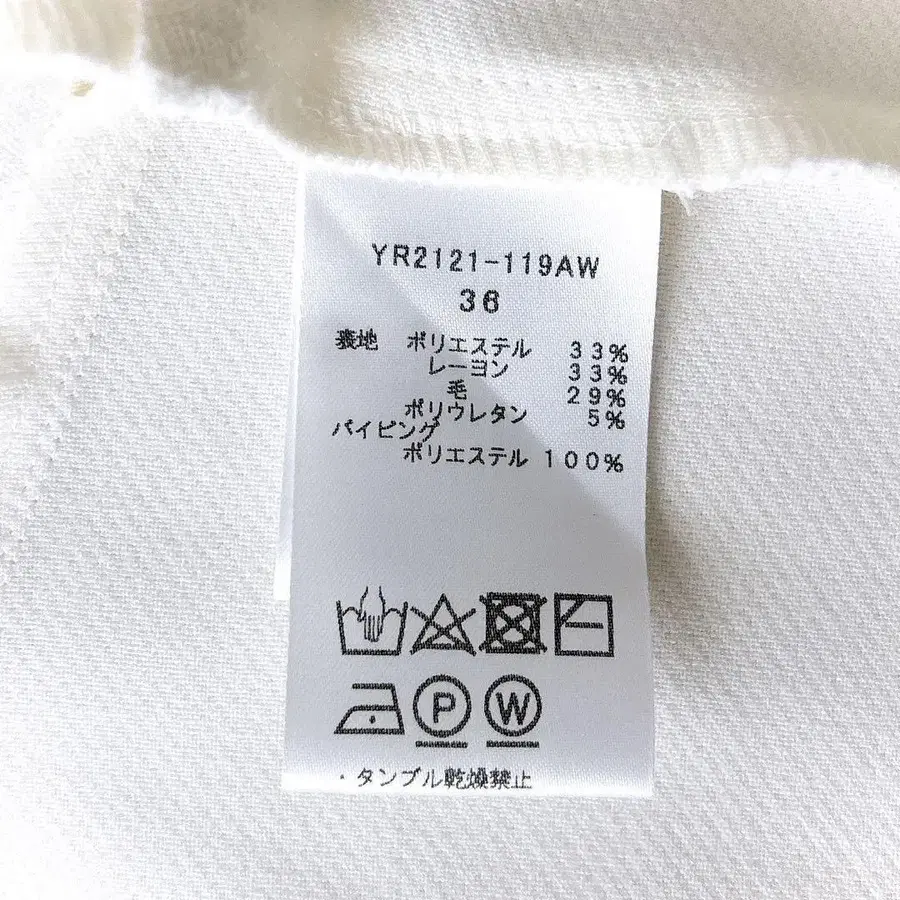 YR2121-119AW
36
表地 ポリエステル 33%
レーヨン 33%
毛 29%
ポリウレタン 5%
パイピング
ポリエステル 100%
P W
・タンブル乾燥禁止